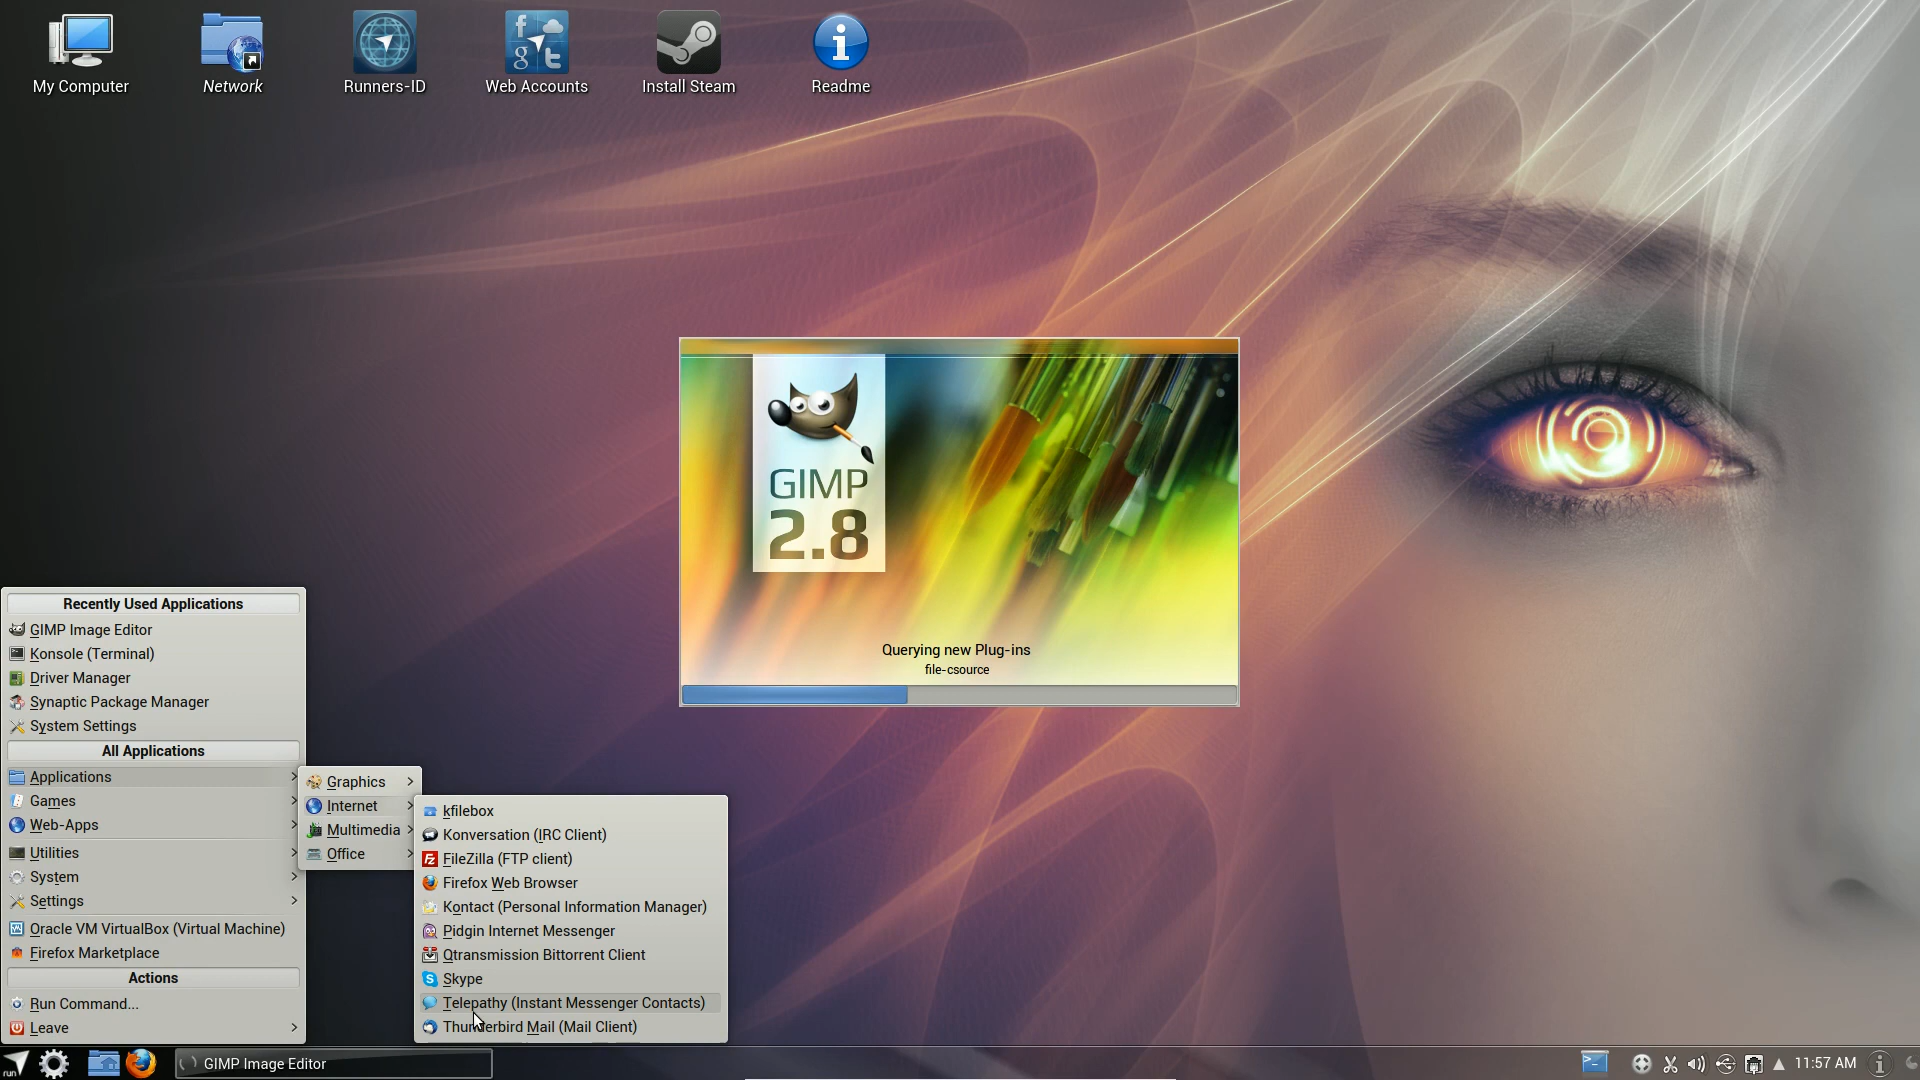 My Computer
Network
Runners-ID
Web Accounts
Install Steam
Readme
GIMP
2.8
Querying new Plug-ins
file-csource
Recently Used Applications
GIMP Image Editor
Konsole (Terminal)
Driver Manager
Synaptic Package Manager
System Settings
All Applications
Applications
Games
Web-Apps
Utilities
System
Settings
Oracle VM VirtualBox (Virtual Machine)
Firefox Marketplace
Actions
Run Command...
Leave
Graphics
Internet
Multimedia
Office
kfilebox
Konversation (IRC Client)
FileZilla (FTP client)
Firefox Web Browser
Kontact (Personal Information Manager)
Pidgin Internet Messenger
Qtransmission Bittorrent Client
Skype
Telepathy (Instant Messenger Contacts)
Thunderbird Mail (Mail Client)
run
GIMP Image Editor
11:57 AM